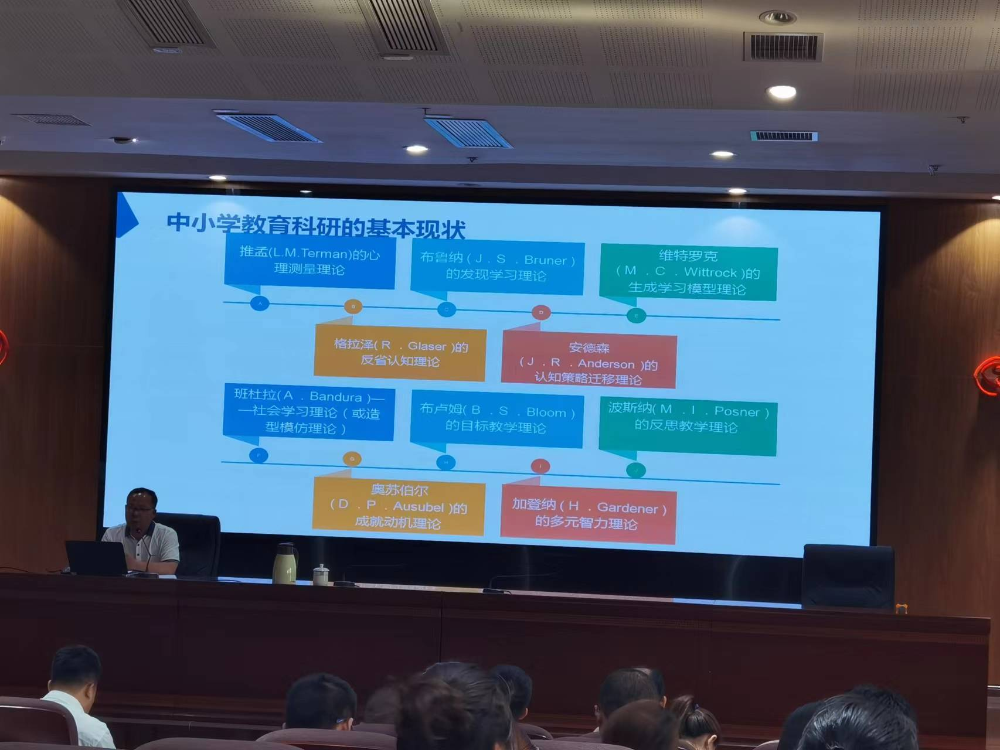 中小学教育科研的基本现状
推孟(L.M.Terman)的心
理测量理论
布鲁纳(J.S.Bruner)
的发现学习理论
维特罗克
(M.C.Wittrock)的
生成学习模型理论
A
B
C
D
E
格拉泽(R.Glaser)的
反省认知理论
安德森
(J.R.Anderson)的
认知策略迁移理论
班杜拉(A.Bandura)—
—社会学习理论(或造
型模仿理论)
布卢姆(B.S.Bloom)
的目标教学理论
波斯纳(M.I.Posner)
的反思教学理论
F
G
H
I
J
奥苏伯尔
(D.P.Ausubel)的
成就动机理论
加登纳(H.Gardener)
的多元智力理论